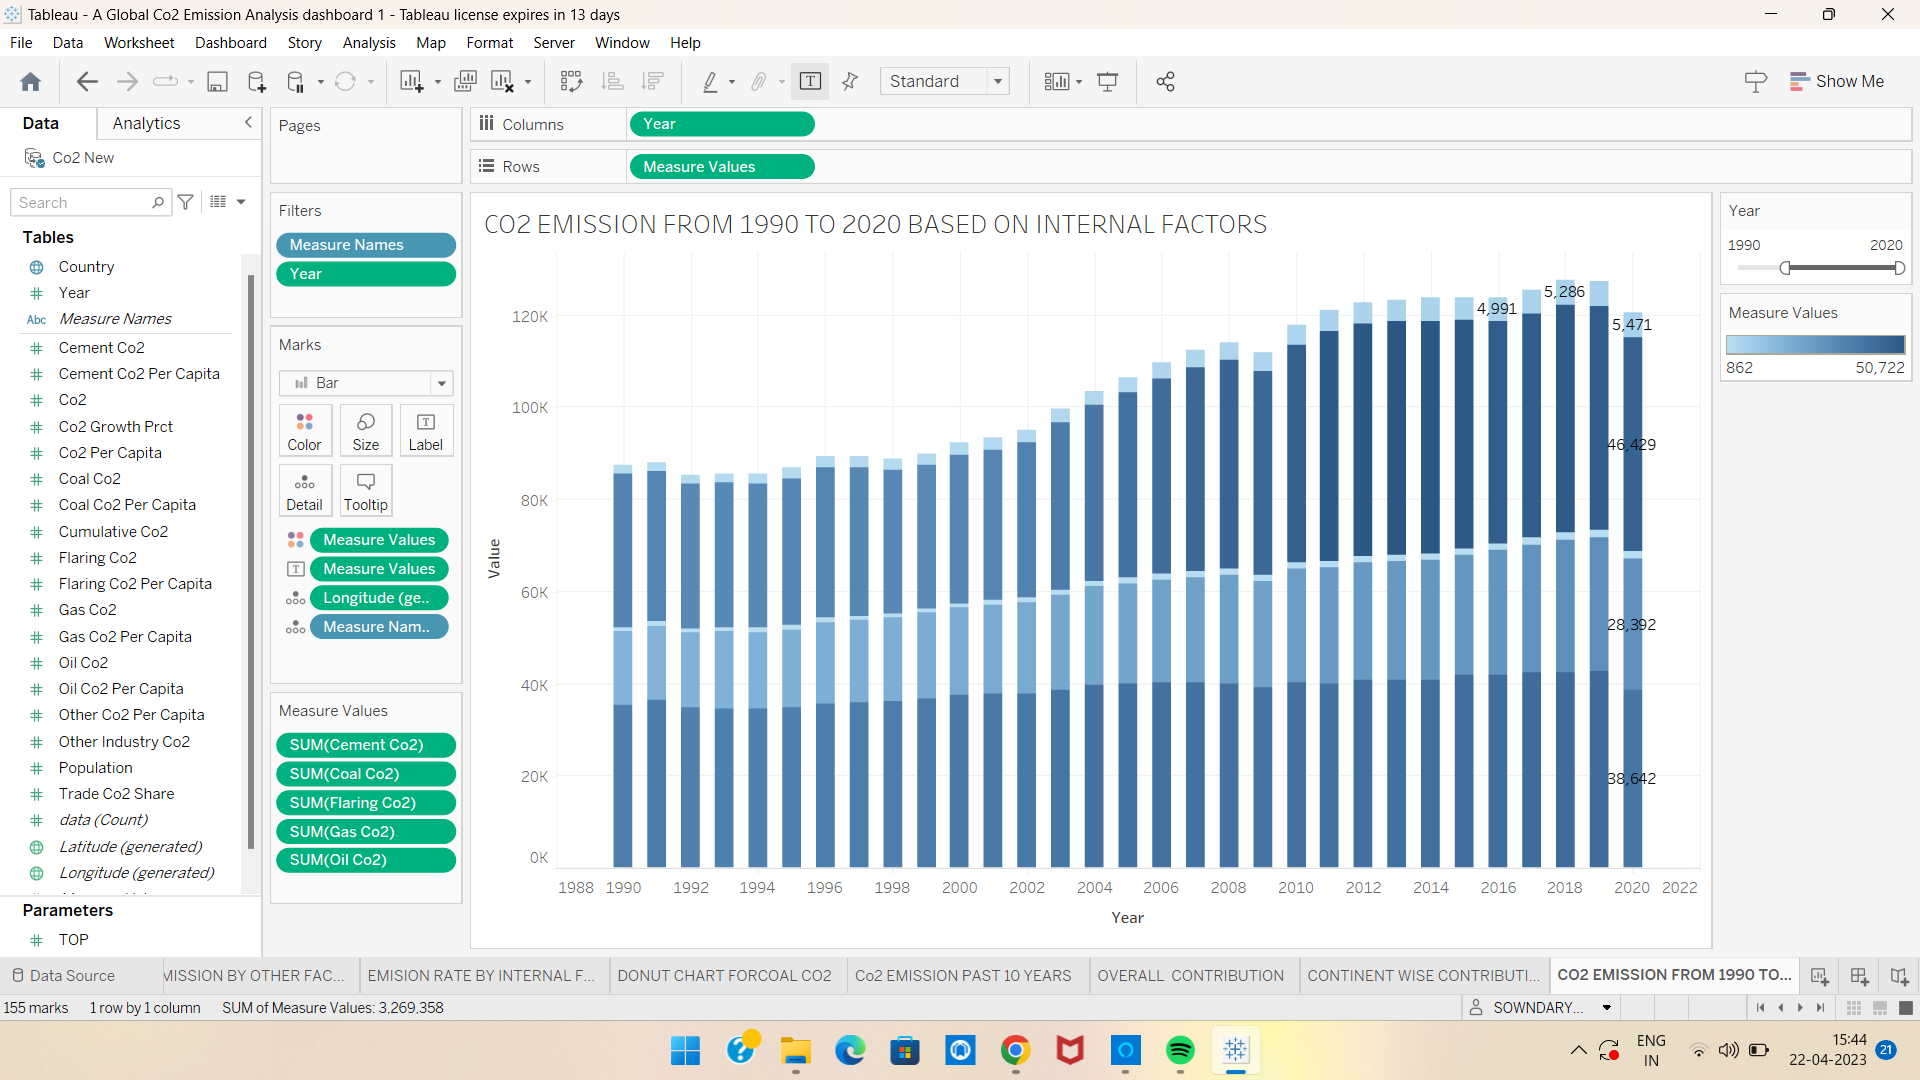 Tableau - A Global Co2 Emission Analysis dashboard 1 - Tableau license expires in 13 days
File Data Worksheet Dashboard Story Analysis Map Format Server Window Help
Standard
Show Me
Data Analytics
Co2 New
Search
Tables
Country
Year
Abc Measure Names
Cement Co2
Cement Co2 Per Capita
Co2
Co2 Growth Prct
Co2 Per Capita
Coal Co2
Coal Co2 Per Capita
Cumulative Co2
Flaring Co2
Flaring Co2 Per Capita
Gas Co2
Gas Co2 Per Capita
Oil Co2
Oil Co2 Per Capita
Other Co2 Per Capita
Other Industry Co2
Population
Trade Co2 Share
data (Count)
Latitude (generated)
Longitude (generated)
Parameters
TOP
Pages
Filters
Measure Names
Year
Marks
Bar
Color Size Label
Detail Tooltip
Measure Values
Measure Values
Longitude (ge..
Measure Nam..
Measure Values
SUM(Cement Co2)
SUM(Coal Co2)
SUM(Flaring Co2)
SUM(Gas Co2)
SUM(Oil Co2)
Columns Year
Rows Measure Values
CO2 EMISSION FROM 1990 TO 2020 BASED ON INTERNAL FACTORS
Value
120K
100K
80K
60K
40K
20K
0K
4,991
5,286
5,471
46,429
28,392
38,642
1988 1990 1992 1994 1996 1998 2000 2002 2004 2006 2008 2010 2012 2014 2016 2018 2020 2022
Year
Year
1990 2020
Measure Values
862 50,722
Data Source MISSION BY OTHER FAC... EMISION RATE BY INTERNAL F... DONUT CHART FORCOAL CO2 Co2 EMISSION PAST 10 YEARS OVERALL CONTRIBUTION CONTINENT WISE CONTRIBUTI... CO2 EMISSION FROM 1990 TO...
155 marks 1 row by 1 column SUM of Measure Values: 3,269,358
SOWNDARY...
ENG
IN
15:44
22-04-2023
21